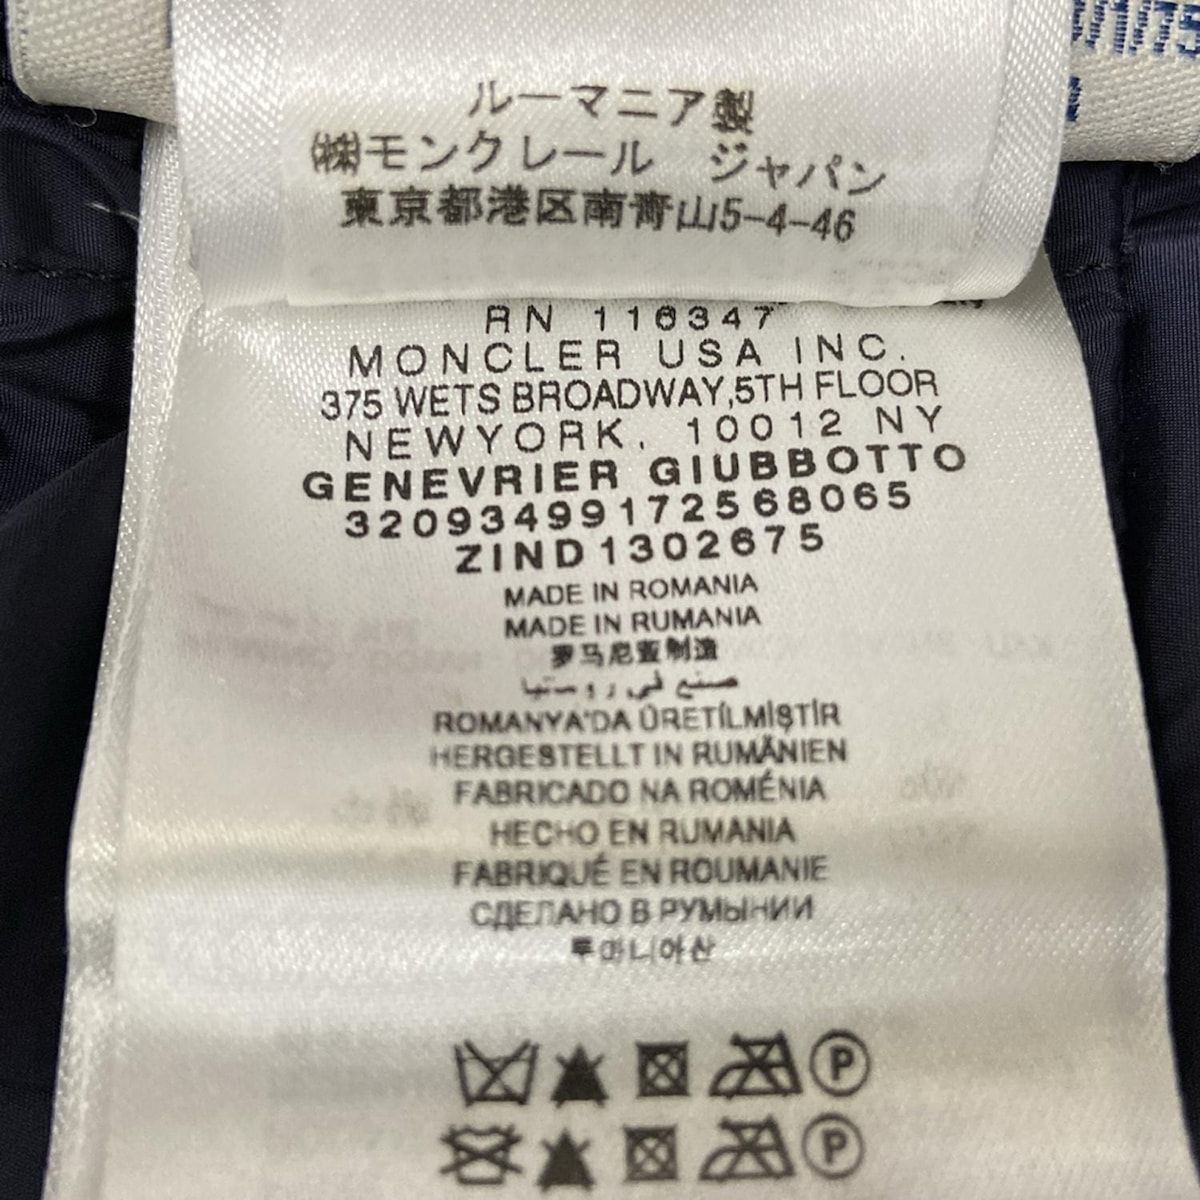 ルーマニア製
㈱モンクレール ジャパン
東京都港区南青山5-4-46
RN 116347
MONCLER USA INC.
375 WETS BROADWAY,5TH FLOOR
NEWYORK, 10012 NY
GENEVRIER GIUBBOTTO
320934991725 68065
ZIND1302675
MADE IN ROMANIA
MADE IN RUMANIA
罗马尼亚制造
صنع في رومانيا
ROMANYA'DA ÜRETİLMİŞTİR
HERGESTELLT IN RUMÄNIEN
FABRICADO NA ROMÉNIA
HECHO EN RUMANIA
FABRIQUÉ EN ROUMANIE
СДЕЛАНО В РУМЫНИИ
루마니아산
P
P